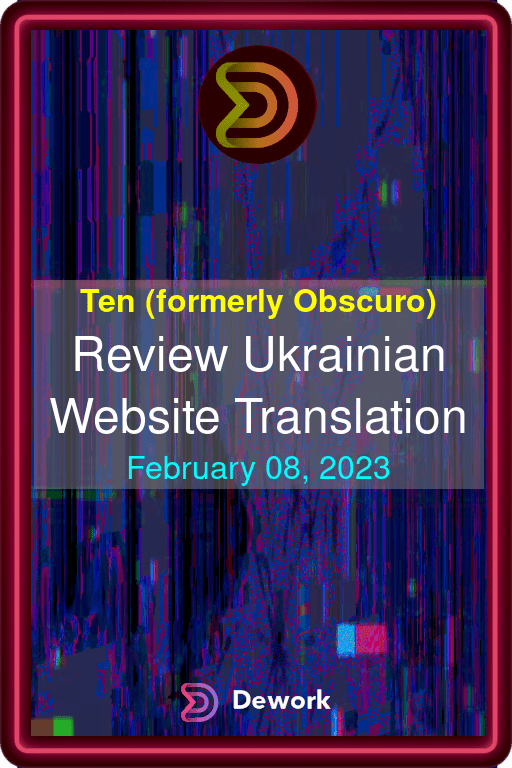 Ten (formerly Obscuro)
Review Ukrainian
Website Translation
February 08, 2023
Dework